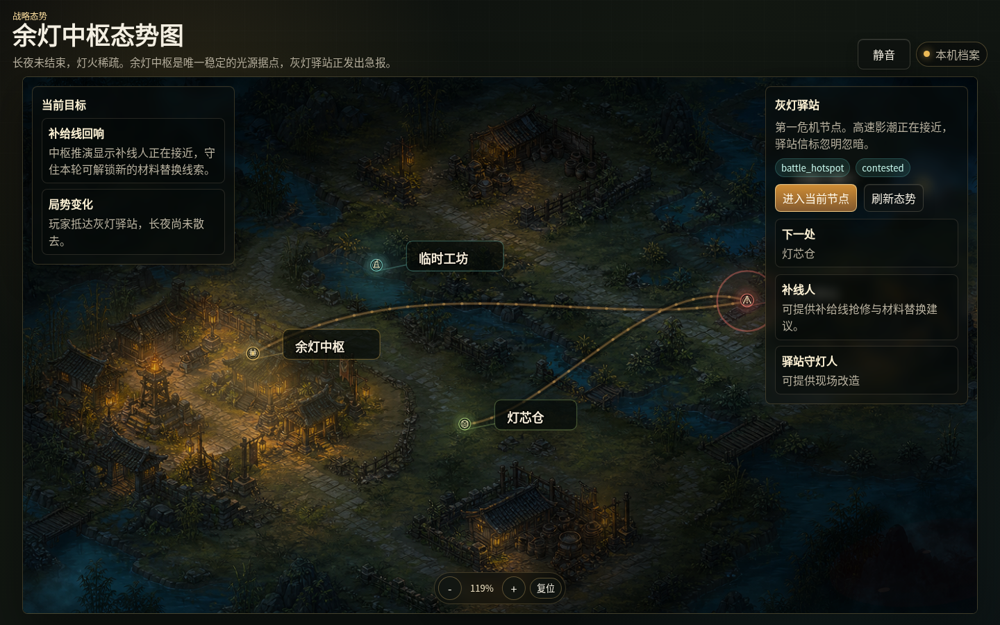 战略态势
余灯中枢态势图
长夜未结束，灯火稀疏。余灯中枢是唯一稳定的光源据点，灰灯驿站正发出急报。
静音
本机档案
当前目标
补给线回响
中枢推演显示补线人正在接近，守
住本轮可解锁新的材料替换线索。
局势变化
玩家抵达灰灯驿站，长夜尚未散
去。
灰灯驿站
第一危机节点。高速影潮正在接近，
驿站信标忽明忽暗。
battle_hotspot
contested
进入当前节点
刷新态势
下一处
灯芯仓
补线人
可提供补给线抢修与材料替换建
议。
驿站守灯人
可提供现场改造
临时工坊
余灯中枢
灯芯仓
-
119%
+
复位